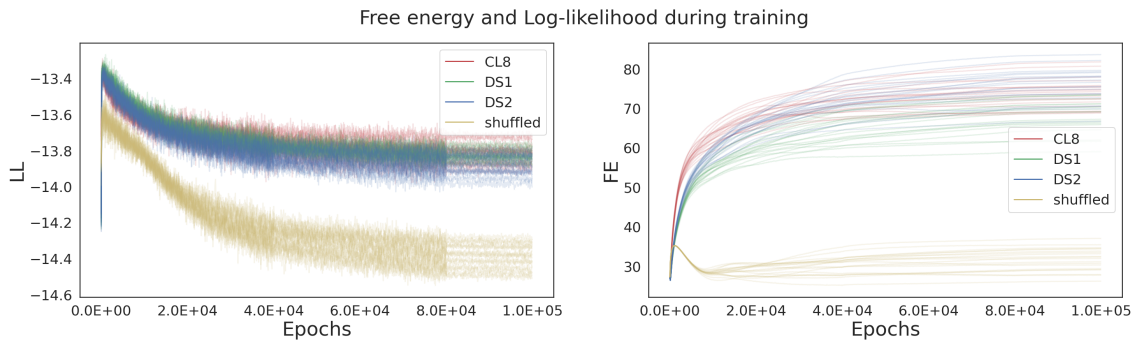 Free energy and Log-likelihood during training
LL
−13.4
−13.6
−13.8
−14.0
−14.2
−14.4
−14.6
0.0E+00 2.0E+04 4.0E+04 6.0E+04 8.0E+04 1.0E+05
Epochs
CL8
DS1
DS2
shuffled
FE
80
70
60
50
40
30
0.0E+00 2.0E+04 4.0E+04 6.0E+04 8.0E+04 1.0E+05
Epochs
CL8
DS1
DS2
shuffled